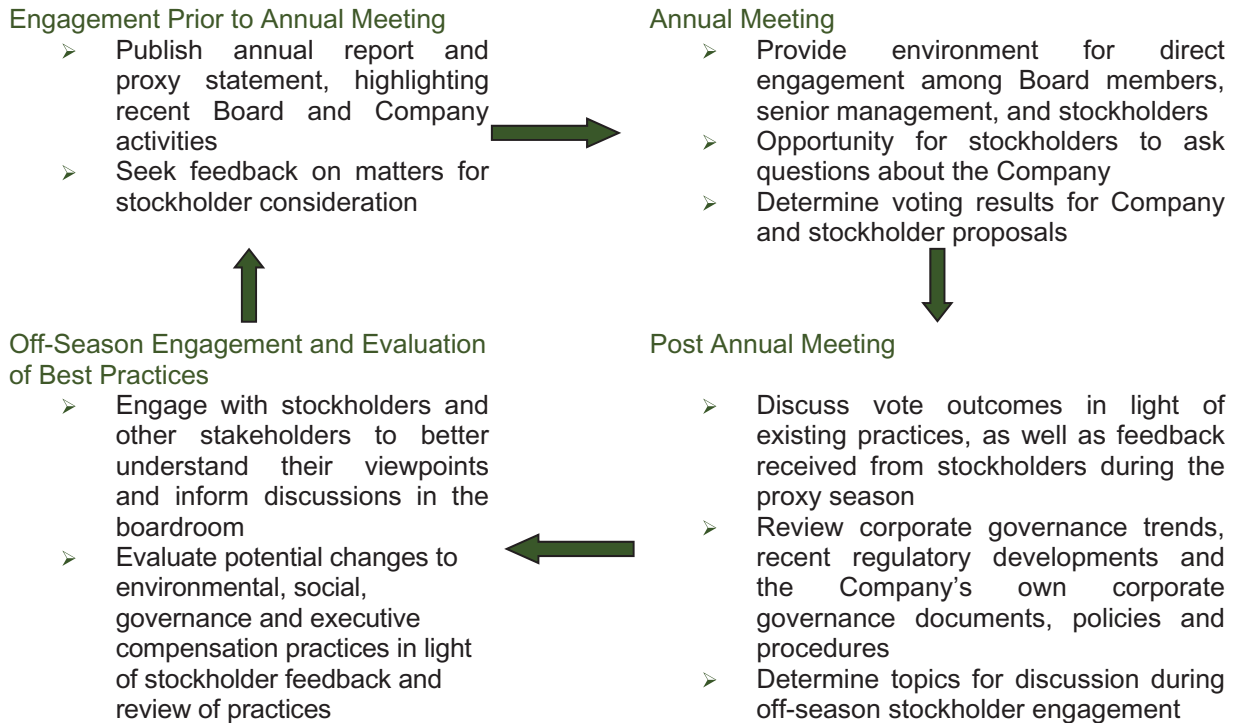 Engagement Prior to Annual Meeting
➢ Publish annual report and
proxy statement, highlighting
recent Board and Company
activities
➢ Seek feedback on matters for
stockholder consideration
Annual Meeting
➢ Provide environment for direct
engagement among Board members,
senior management, and stockholders
➢ Opportunity for stockholders to ask
questions about the Company
➢ Determine voting results for Company
and stockholder proposals
Off-Season Engagement and Evaluation
of Best Practices
➢ Engage with stockholders and
other stakeholders to better
understand their viewpoints
and inform discussions in the
boardroom
➢ Evaluate potential changes to
environmental, social,
governance and executive
compensation practices in light
of stockholder feedback and
review of practices
Post Annual Meeting
➢ Discuss vote outcomes in light of
existing practices, as well as feedback
received from stockholders during the
proxy season
➢ Review corporate governance trends,
recent regulatory developments and
the Company's own corporate
governance documents, policies and
procedures
➢ Determine topics for discussion during
off-season stockholder engagement